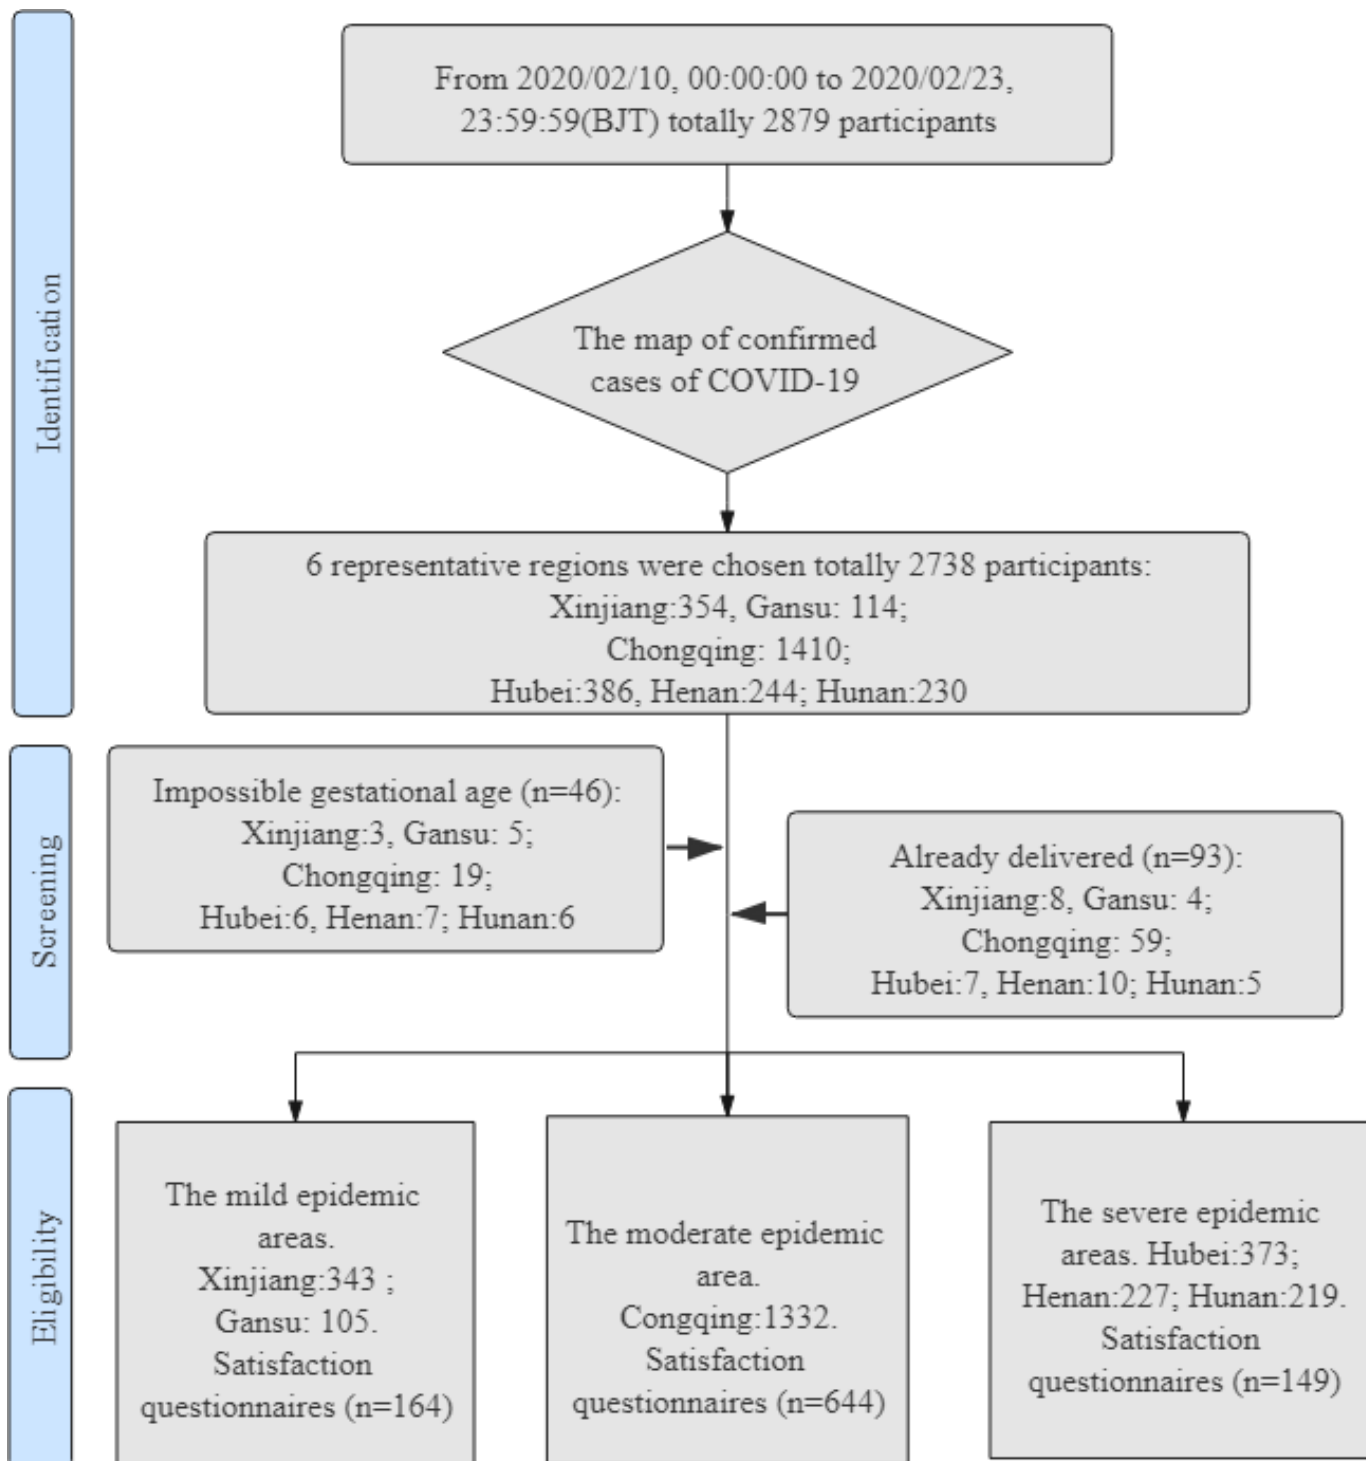 Identification
From 2020/02/10, 00:00:00 to 2020/02/23,
23:59:59(BJT) totally 2879 participants
The map of confirmed
cases of COVID-19
6 representative regions were chosen totally 2738 participants:
Xinjiang:354, Gansu: 114;
Chongqing: 1410;
Hubei:386, Henan:244; Hunan:230
Screening
Impossible gestational age (n=46):
Xinjiang:3, Gansu: 5;
Chongqing: 19;
Hubei:6, Henan:7; Hunan:6
Already delivered (n=93):
Xinjiang:8, Gansu: 4;
Chongqing: 59;
Hubei:7, Henan:10; Hunan:5
Eligibility
The mild epidemic
areas.
Xinjiang:343 ;
Gansu: 105.
Satisfaction
questionnaires (n=164)
The moderate epidemic
area.
Congqing:1332.
Satisfaction
questionnaires (n=644)
The severe epidemic
areas. Hubei:373;
Henan:227; Hunan:219.
Satisfaction
questionnaires (n=149)